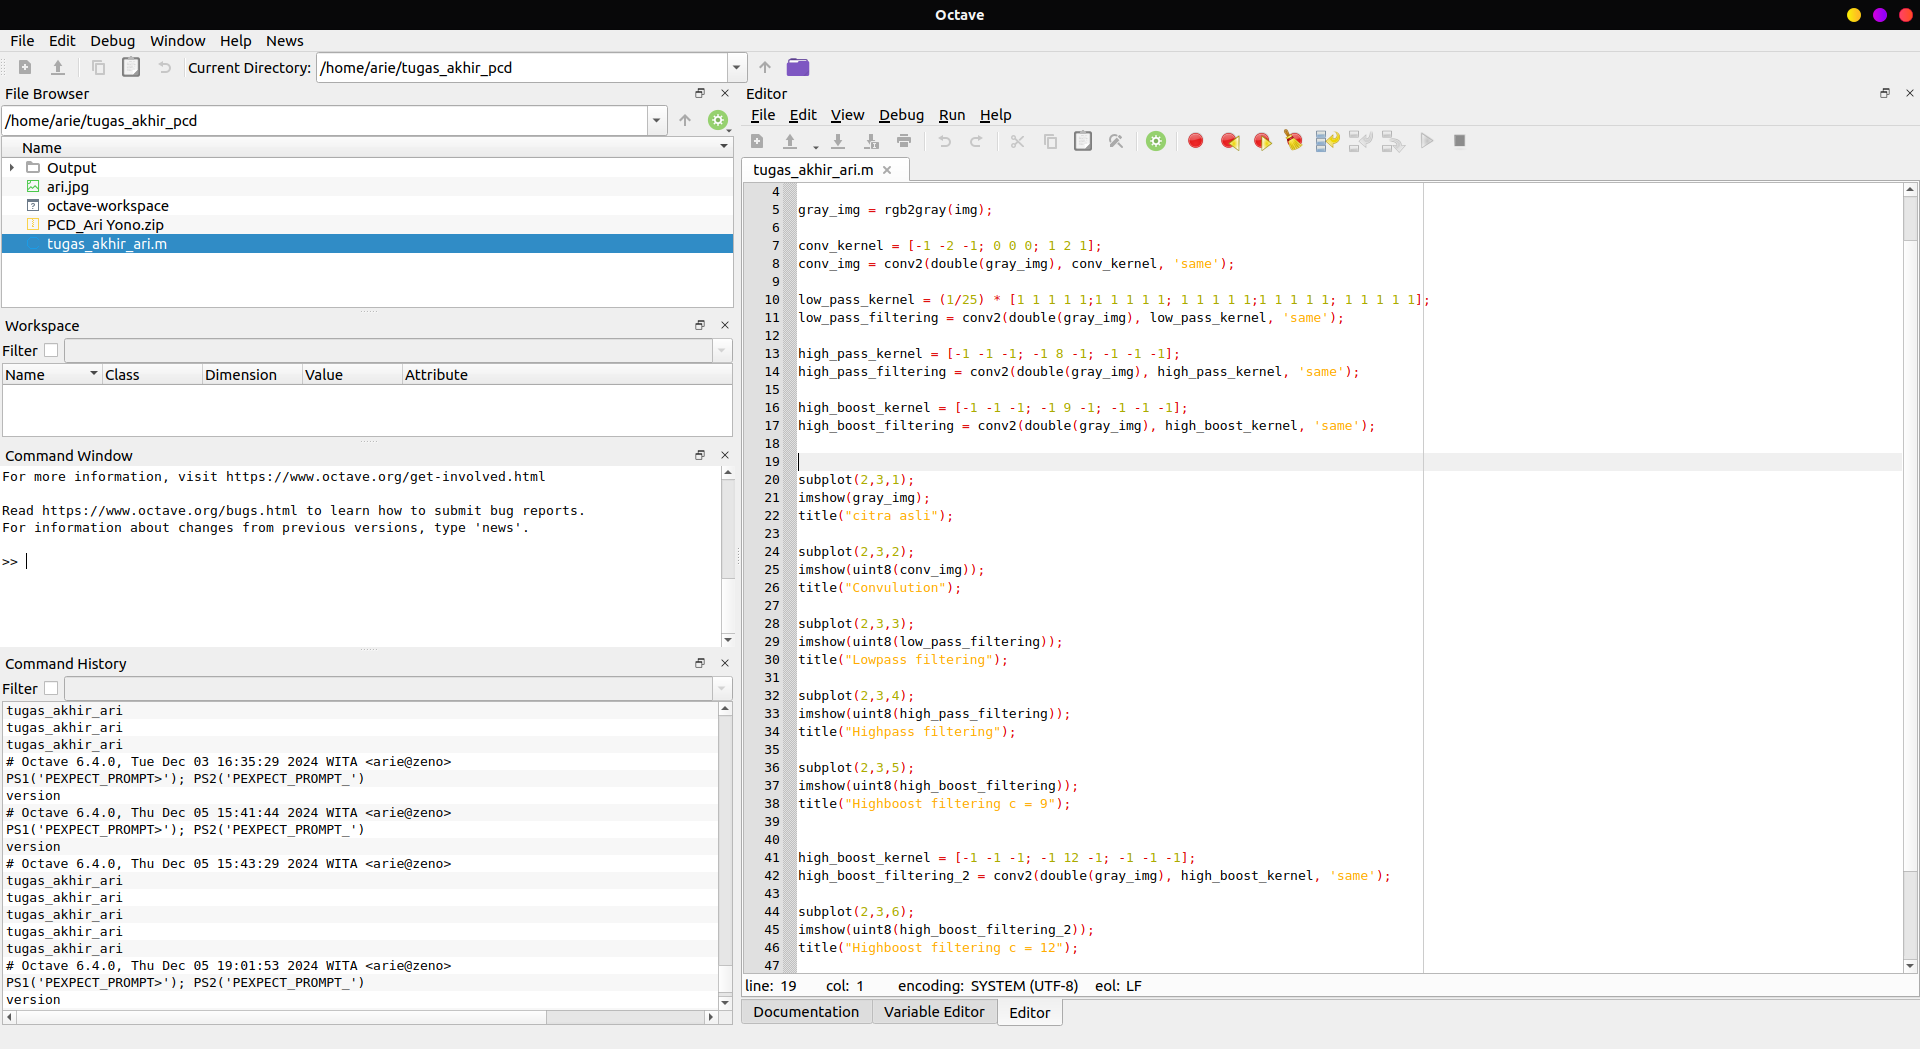 Octave
File Edit Debug Window Help News
Current Directory: /home/arie/tugas_akhir_pcd
File Browser
/home/arie/tugas_akhir_pcd
Name
Output
ari.jpg
octave-workspace
PCD_Ari Yono.zip
tugas_akhir_ari.m
Workspace
Filter
Name Class Dimension Value Attribute
Command Window
For more information, visit https://www.octave.org/get-involved.html
Read https://www.octave.org/bugs.html to learn how to submit bug reports.
For information about changes from previous versions, type 'news'.
>>
Command History
Filter
tugas_akhir_ari
tugas_akhir_ari
tugas_akhir_ari
# Octave 6.4.0, Tue Dec 03 16:35:29 2024 WITA <arie@zeno>
PS1('PEXPECT_PROMPT>'); PS2('PEXPECT_PROMPT_')
version
# Octave 6.4.0, Thu Dec 05 15:41:44 2024 WITA <arie@zeno>
PS1('PEXPECT_PROMPT>'); PS2('PEXPECT_PROMPT_')
version
# Octave 6.4.0, Thu Dec 05 15:43:29 2024 WITA <arie@zeno>
tugas_akhir_ari
tugas_akhir_ari
tugas_akhir_ari
tugas_akhir_ari
tugas_akhir_ari
# Octave 6.4.0, Thu Dec 05 19:01:53 2024 WITA <arie@zeno>
PS1('PEXPECT_PROMPT>'); PS2('PEXPECT_PROMPT_')
version
Editor
File Edit View Debug Run Help
tugas_akhir_ari.m
4
5 gray_img = rgb2gray(img);
6
7 conv_kernel = [-1 -2 -1; 0 0 0; 1 2 1];
8 conv_img = conv2(double(gray_img), conv_kernel, 'same');
9
10 low_pass_kernel = (1/25) * [1 1 1 1 1;1 1 1 1 1; 1 1 1 1 1;1 1 1 1 1; 1 1 1 1 1];
11 low_pass_filtering = conv2(double(gray_img), low_pass_kernel, 'same');
12
13 high_pass_kernel = [-1 -1 -1; -1 8 -1; -1 -1 -1];
14 high_pass_filtering = conv2(double(gray_img), high_pass_kernel, 'same');
15
16 high_boost_kernel = [-1 -1 -1; -1 9 -1; -1 -1 -1];
17 high_boost_filtering = conv2(double(gray_img), high_boost_kernel, 'same');
18
19
20 subplot(2,3,1);
21 imshow(gray_img);
22 title("citra asli");
23
24 subplot(2,3,2);
25 imshow(uint8(conv_img));
26 title("Convulution");
27
28 subplot(2,3,3);
29 imshow(uint8(low_pass_filtering));
30 title("Lowpass filtering");
31
32 subplot(2,3,4);
33 imshow(uint8(high_pass_filtering));
34 title("Highpass filtering");
35
36 subplot(2,3,5);
37 imshow(uint8(high_boost_filtering));
38 title("Highboost filtering c = 9");
39
40
41 high_boost_kernel = [-1 -1 -1; -1 12 -1; -1 -1 -1];
42 high_boost_filtering_2 = conv2(double(gray_img), high_boost_kernel, 'same');
43
44 subplot(2,3,6);
45 imshow(uint8(high_boost_filtering_2));
46 title("Highboost filtering c = 12");
47
line: 19 col: 1 encoding: SYSTEM (UTF-8) eol: LF
Documentation Variable Editor Editor